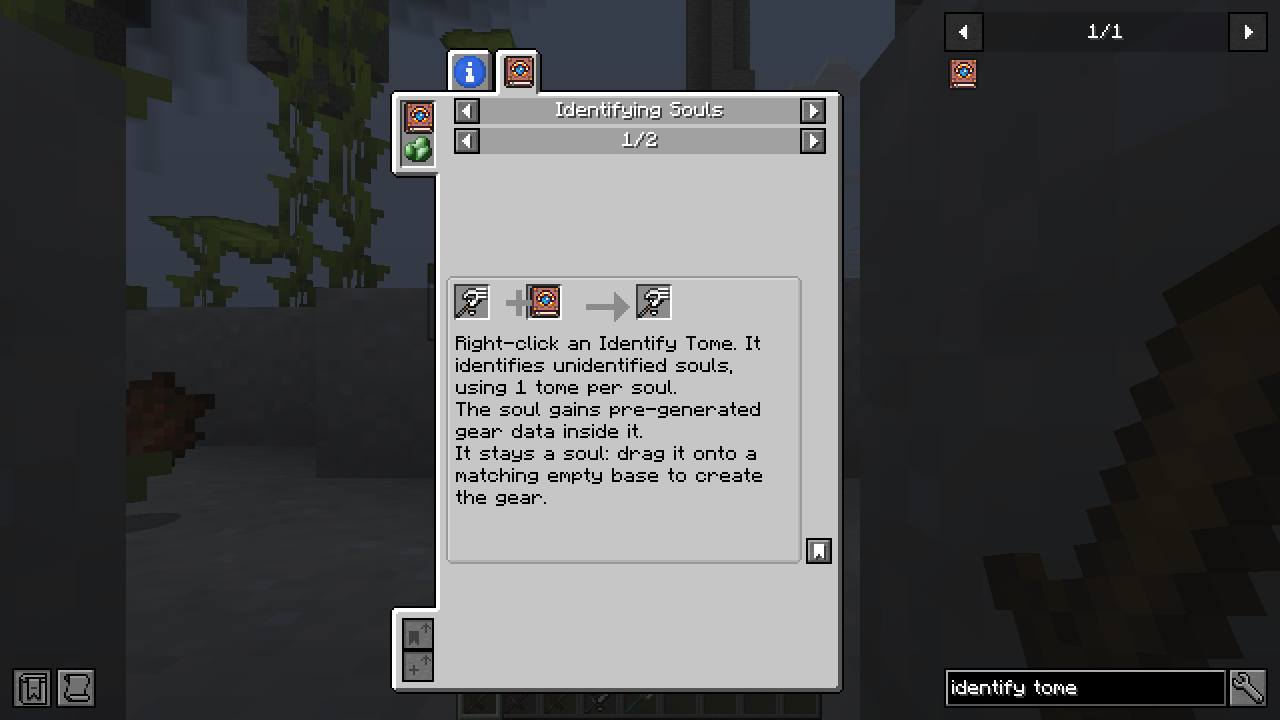 1/1
Identifying Souls
1/2
Right-click an Identify Tome. It
identifies unidentified souls,
using 1 tome per soul.
The soul gains pre-generated
gear data inside it.
It stays a soul: drag it onto a
matching empty base to create
the gear.
identify tome